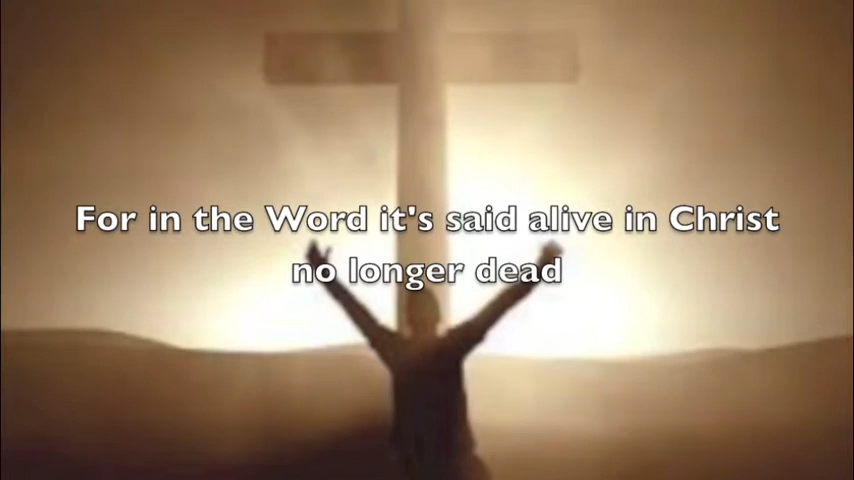 For in the Word it's said alive in Christ
no longer dead